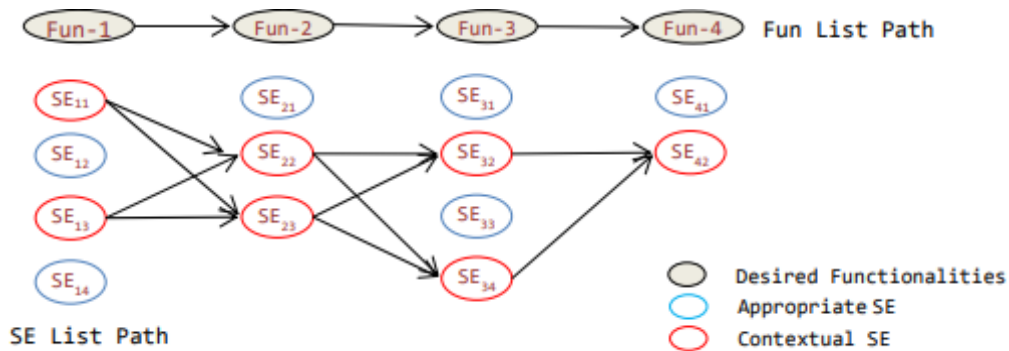 Fun-1 Fun-2 Fun-3 Fun-4 Fun List Path
SE11 SE21 SE31 SE41
SE12 SE22 SE32 SE42
SE13 SE23 SE33
SE14 SE34
Desired Functionalities
Appropriate SE
SE List Path
Contextual SE